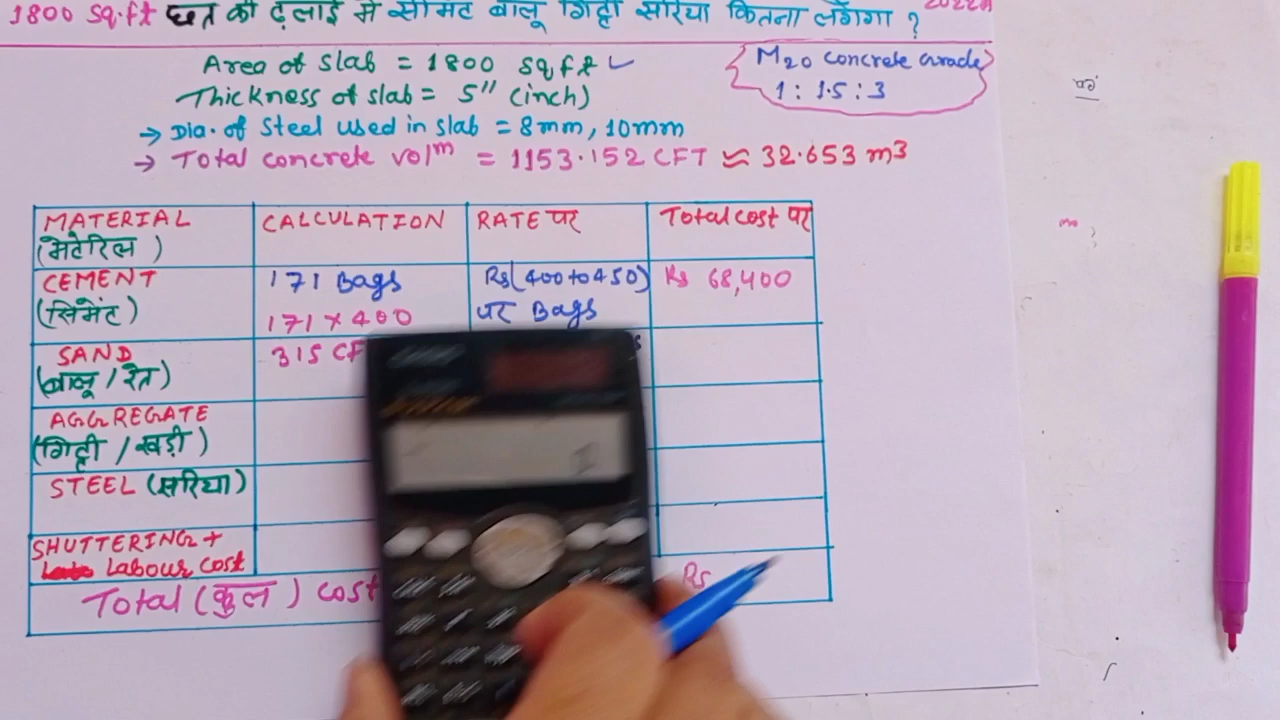 1800 sq.ft छत की ढलाई में सीमेंट बालू गिट्टी सरिया कितना लगेगा ?
Area of slab = 1800 sq.ft ✓
Thickness of slab = 5" (inch)
→ Dia. of Steel used in slab = 8mm, 10mm
→ Total concrete volm = 1153.152 CFT ≈ 32.653 m³
M20 concrete Grade
1 : 1.5 : 3
MATERIAL
(मटेरिल)
CALCULATION
RATE पर
Total cost पर
CEMENT
(सिमेंट)
171 Bags
171 x 400
Rs(400 to 450)
पर Bags
Rs 68,400
SAND
(बालू / रेत)
315 CF
AGGREGATE
(गिट्टी / खड़ी)
STEEL (सरिया)
SHUTTERING +
Labour cost
Total (कुल) cost
Rs